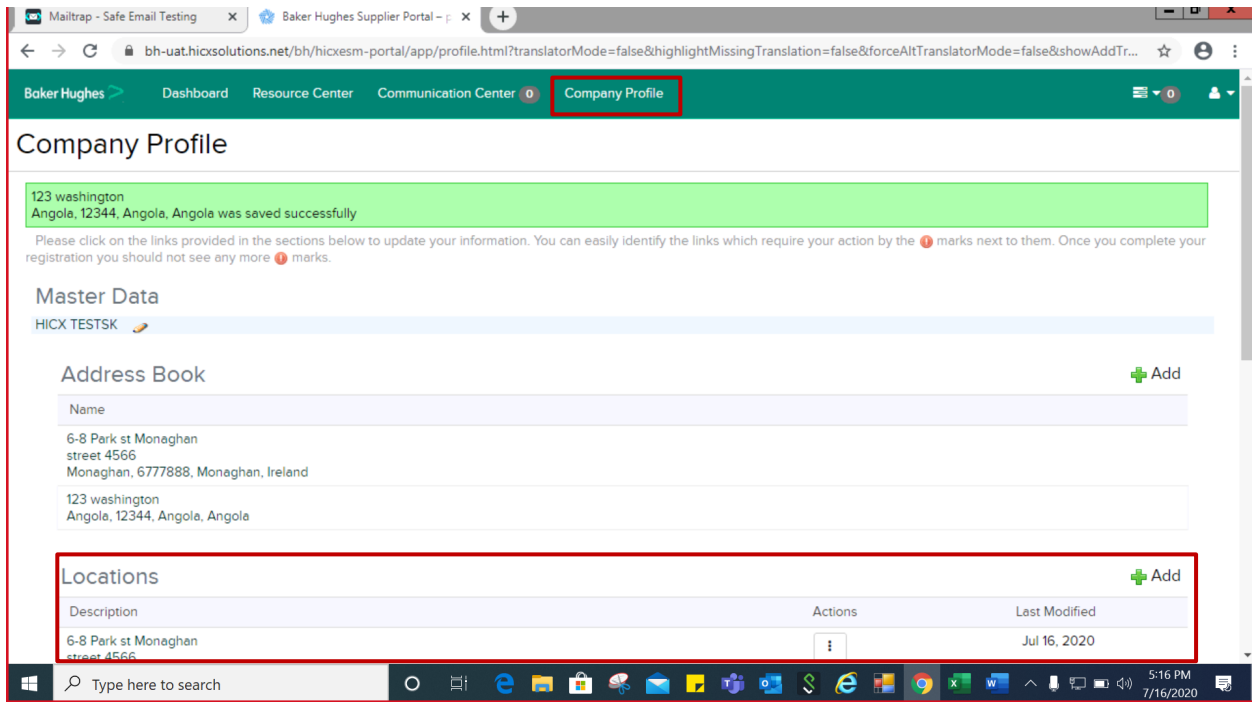 Mailtrap - Safe Email Testing
Baker Hughes Supplier Portal – p
bh-uat.hicxsolutions.net/bh/hicxesm-portal/app/profile.html?translatorMode=false&highlightMissingTranslation=false&forceAltTranslatorMode=false&showAddTr...
Baker Hughes Dashboard Resource Center Communication Center 0 Company Profile 0
Company Profile
123 washington
Angola, 12344, Angola, Angola was saved successfully
Please click on the links provided in the sections below to update your information. You can easily identify the links which require your action by the ! marks next to them. Once you complete your
registration you should not see any more ! marks.
Master Data
HICX TESTSK
Address Book Add
Name
6-8 Park st Monaghan
street 4566
Monaghan, 6777888, Monaghan, Ireland
123 washington
Angola, 12344, Angola, Angola
Locations Add
Description Actions Last Modified
6-8 Park st Monaghan Jul 16, 2020
street 4566
Type here to search
5:16 PM
7/16/2020